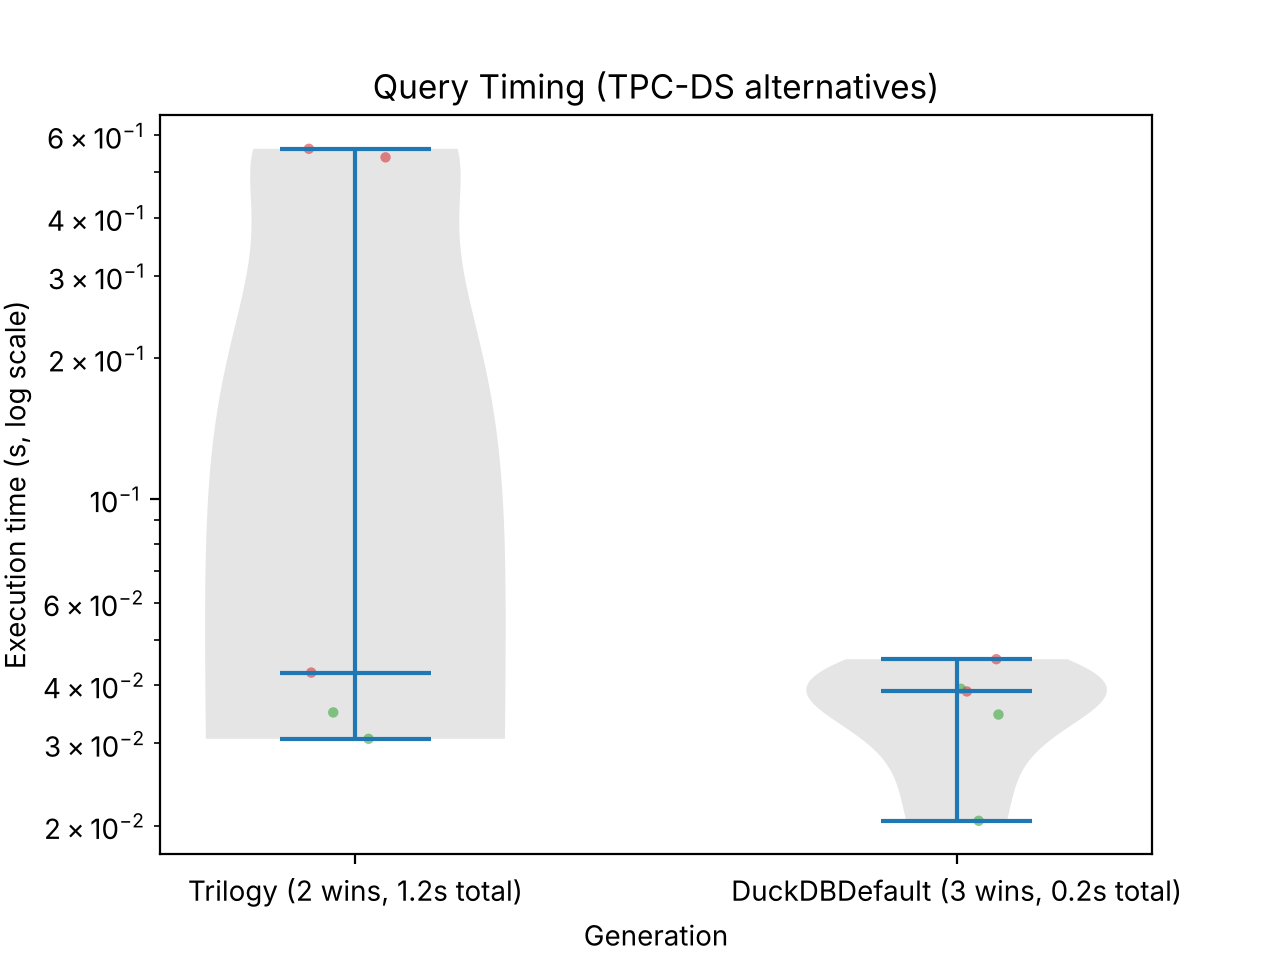 Query Timing (TPC-DS alternatives)
6 × 10⁻¹
4 × 10⁻¹
3 × 10⁻¹
2 × 10⁻¹
10⁻¹
6 × 10⁻²
4 × 10⁻²
3 × 10⁻²
2 × 10⁻²
Execution time (s, log scale)
Trilogy (2 wins, 1.2s total)
DuckDBDefault (3 wins, 0.2s total)
Generation